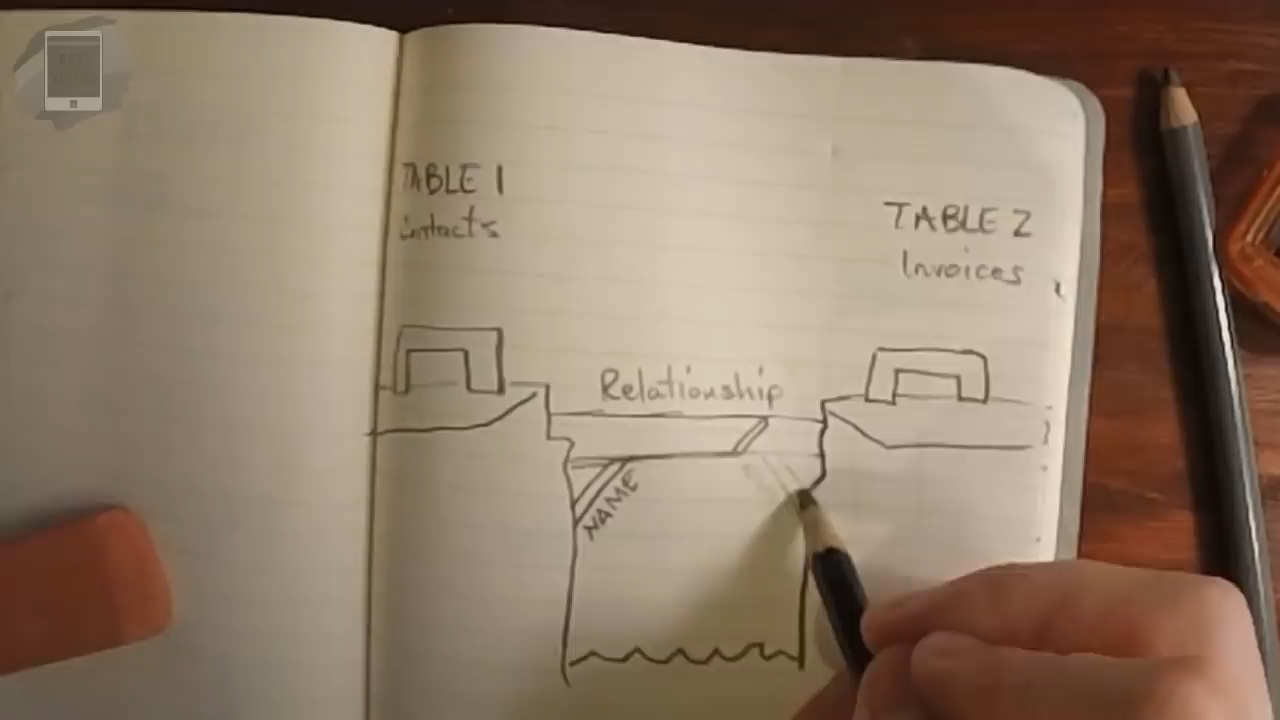 TABLE 1
Contacts
TABLE 2
Invoices
Relationship
NAME